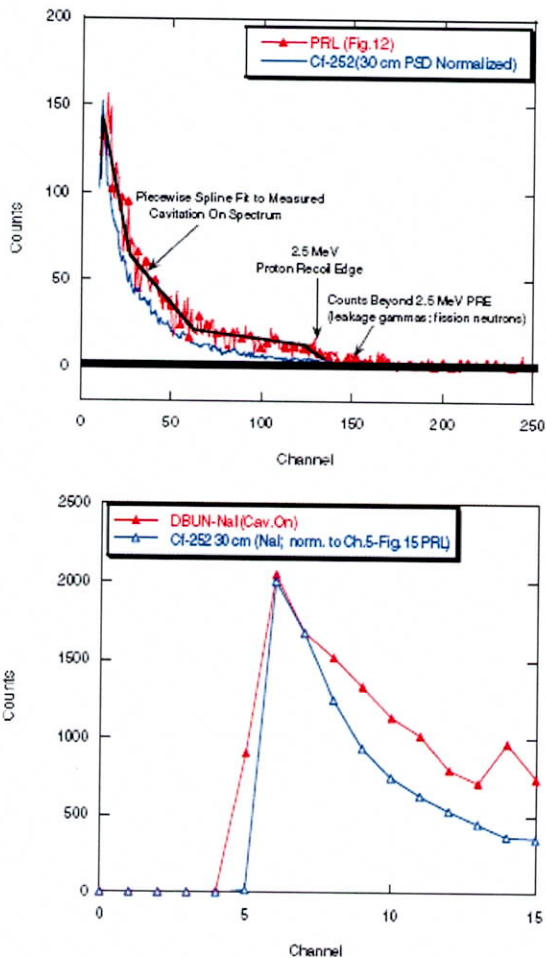 200
150
100
50
0
Counts
PRL (Fig.12)
Cf-252(30 cm PSD Normalized)
Piecewise Spline Fit to Measured
Cavitation On Spectrum
2.5 MeV
Proton Recoil Edge
Counts Beyond 2.5 MeV PRE
(leakage gammas; fission neutrons)
0 50 100 150 200 250
Channel
2500
2000
1500
1000
500
0
Counts
DBUN-NaI(Cav.On)
Cf-252 30 cm (NaI; norm. to Ch.5-Fig.15 PRL)
0 5 10 15
Channel